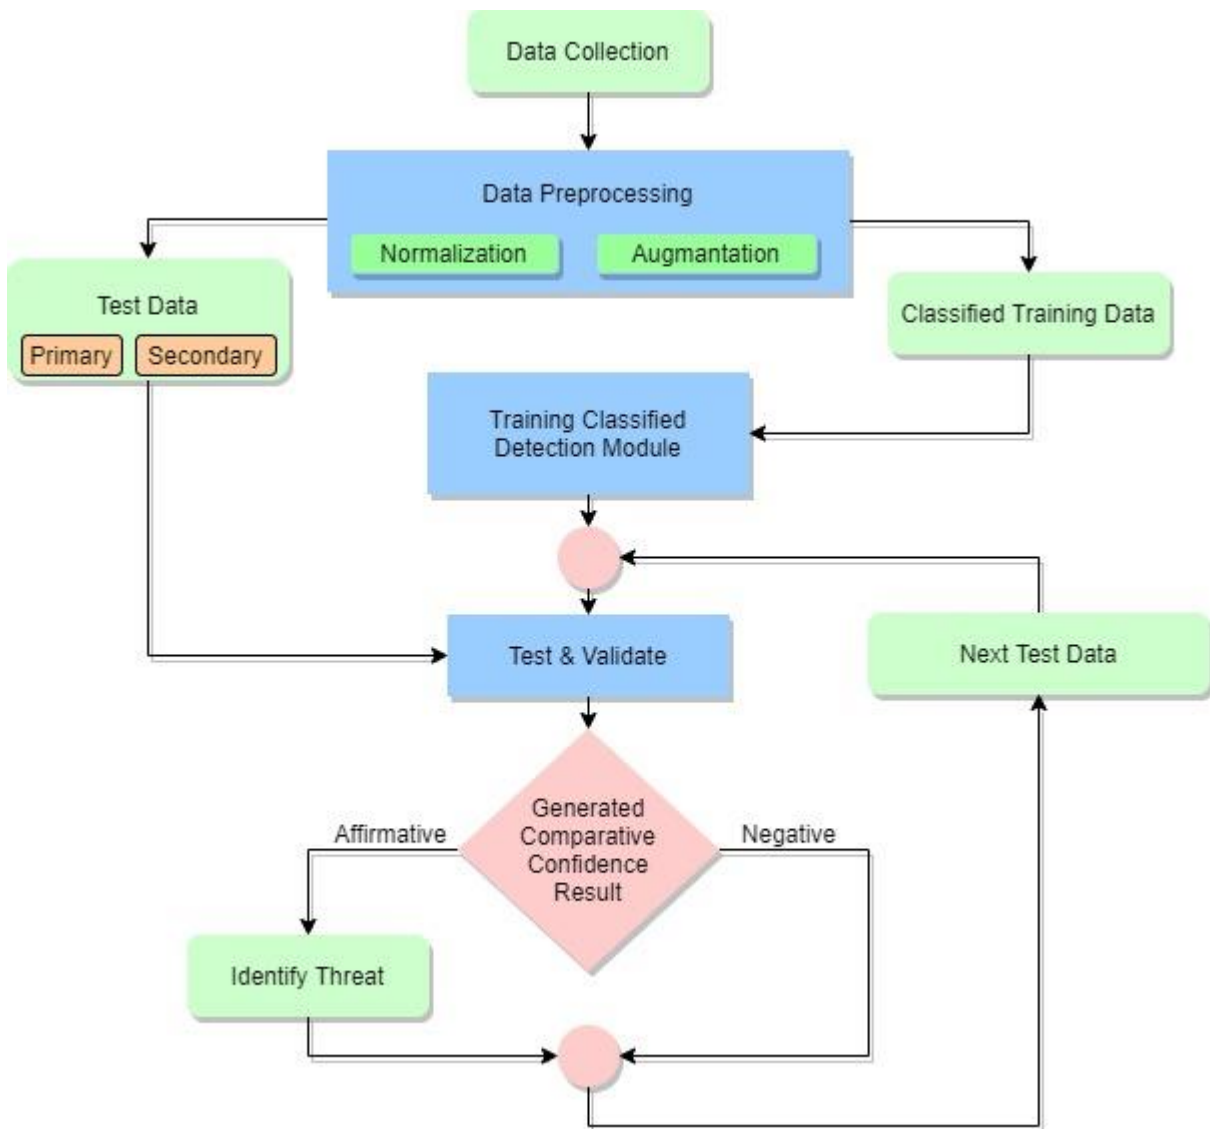 Data Collection
Data Preprocessing
Normalization
Augmantation
Test Data
Primary
Secondary
Classified Training Data
Training Classified
Detection Module
Test & Validate
Next Test Data
Generated
Comparative
Confidence
Result
Affirmative
Negative
Identify Threat